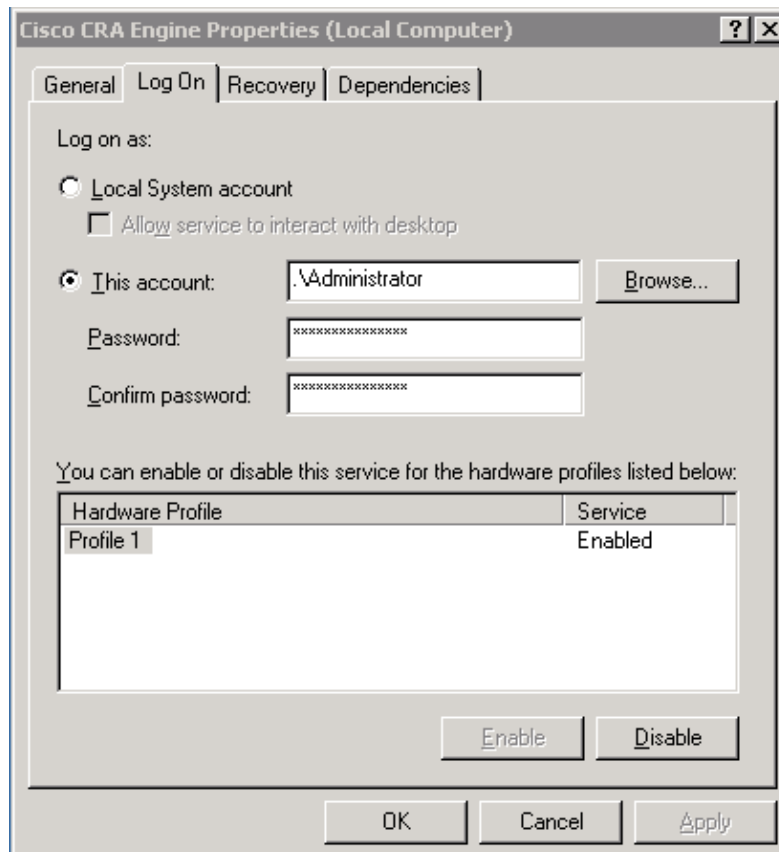 Cisco CRA Engine Properties (Local Computer)
General Log On Recovery Dependencies
Log on as:
Local System account
Allow service to interact with desktop
This account: .\Administrator Browse...
Password: ***************
Confirm password: ***************
You can enable or disable this service for the hardware profiles listed below:
Hardware Profile Service
Profile 1 Enabled
Enable Disable
OK Cancel Apply